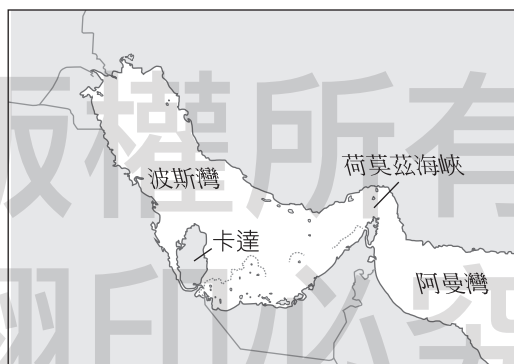 版權所有
翻印必究
荷莫茲海峽
波斯灣
卡達
阿曼灣